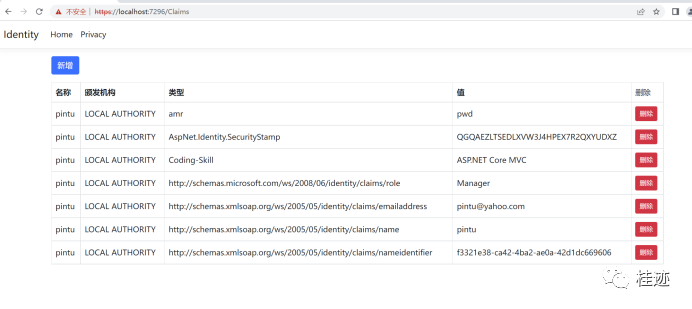 不安全 | https://localhost:7296/Claims
Identity Home Privacy
新增
名称 颁发机构 类型 值 删除
pintu LOCAL AUTHORITY amr pwd 删除
pintu LOCAL AUTHORITY AspNet.Identity.SecurityStamp QGQAEZLTSEDLXVW3J4HPEX7R2QXYUDXZ 删除
pintu LOCAL AUTHORITY Coding-Skill ASP.NET Core MVC 删除
pintu LOCAL AUTHORITY http://schemas.microsoft.com/ws/2008/06/identity/claims/role Manager 删除
pintu LOCAL AUTHORITY http://schemas.xmlsoap.org/ws/2005/05/identity/claims/emailaddress pintu@yahoo.com 删除
pintu LOCAL AUTHORITY http://schemas.xmlsoap.org/ws/2005/05/identity/claims/name pintu 删除
pintu LOCAL AUTHORITY http://schemas.xmlsoap.org/ws/2005/05/identity/claims/nameidentifier f3321e38-ca42-4ba2-ae0a-42d1dc669606 删除
桂迹